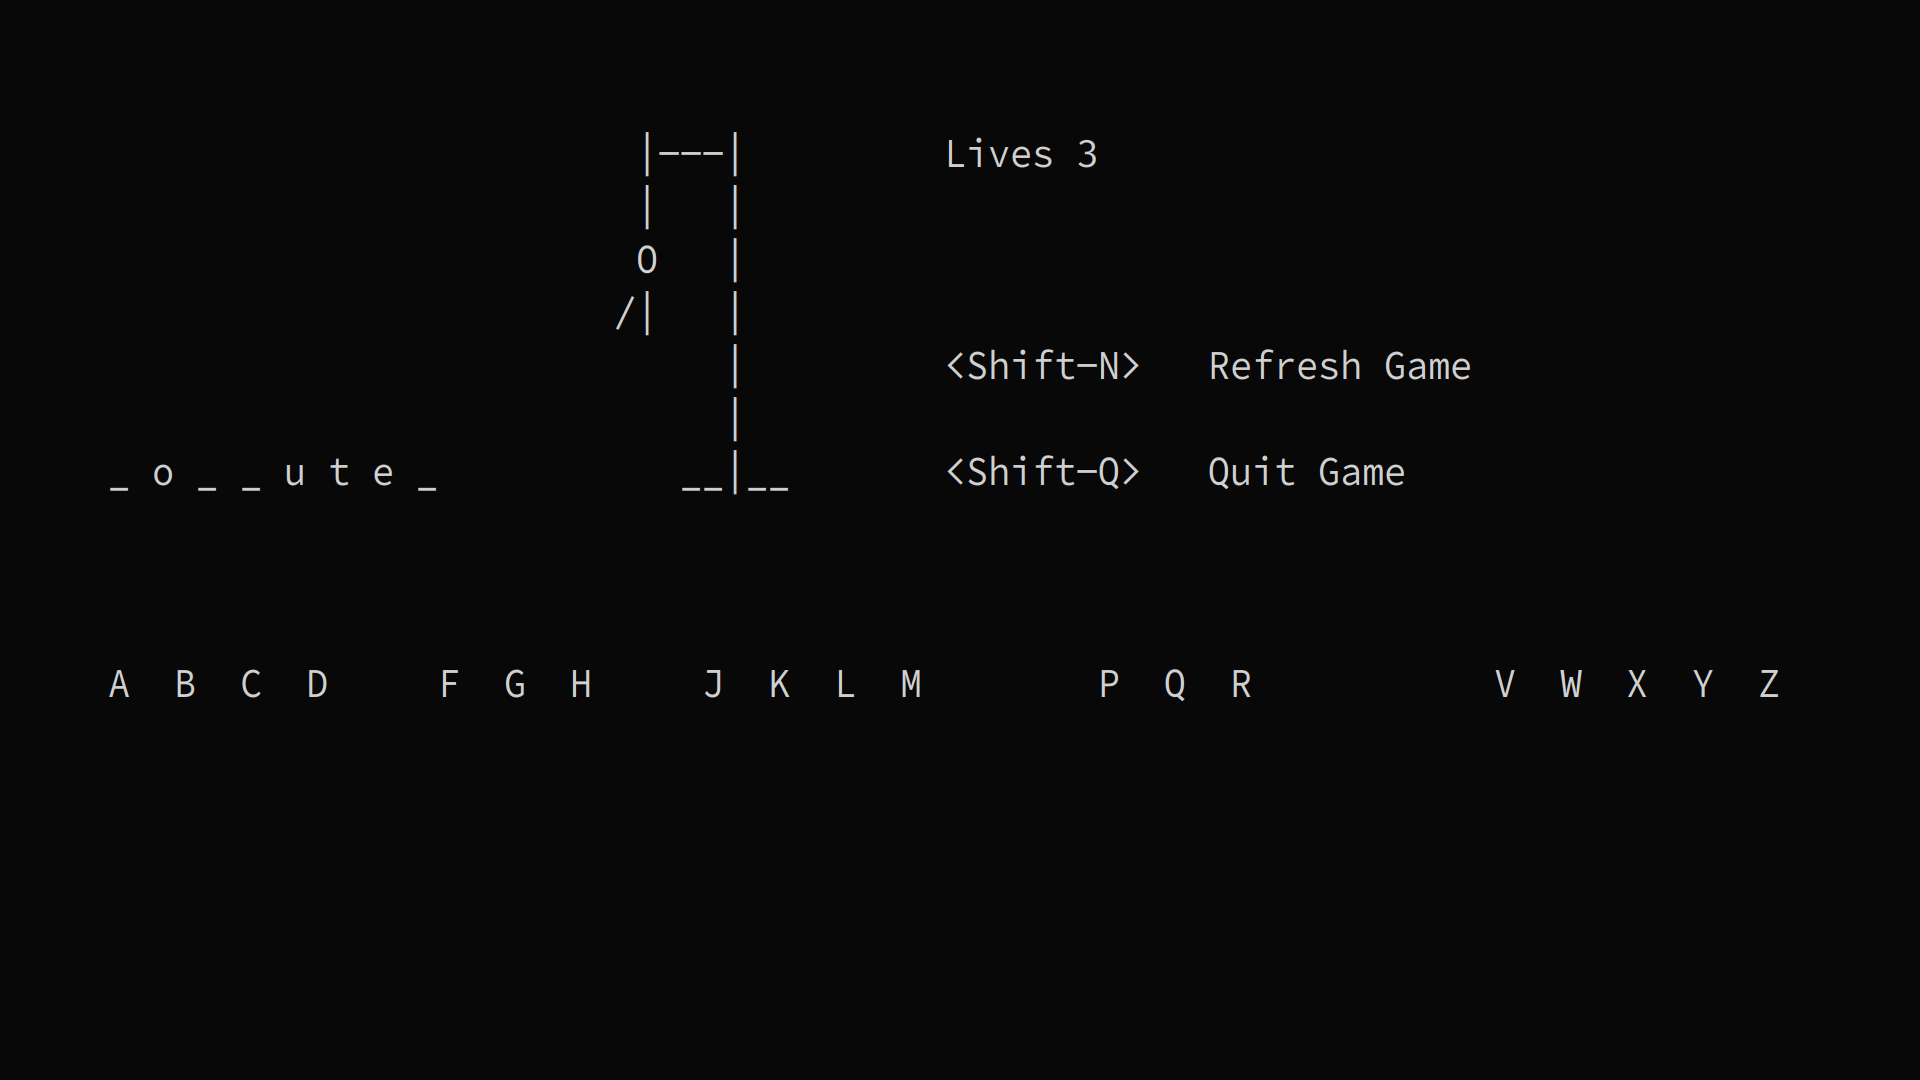 |---| Lives 3
| |
O |
/| |
| <Shift-N> Refresh Game
|
_ o _ _ u t e _ __|__ <Shift-Q> Quit Game
A B C D F G H J K L M P Q R V W X Y Z